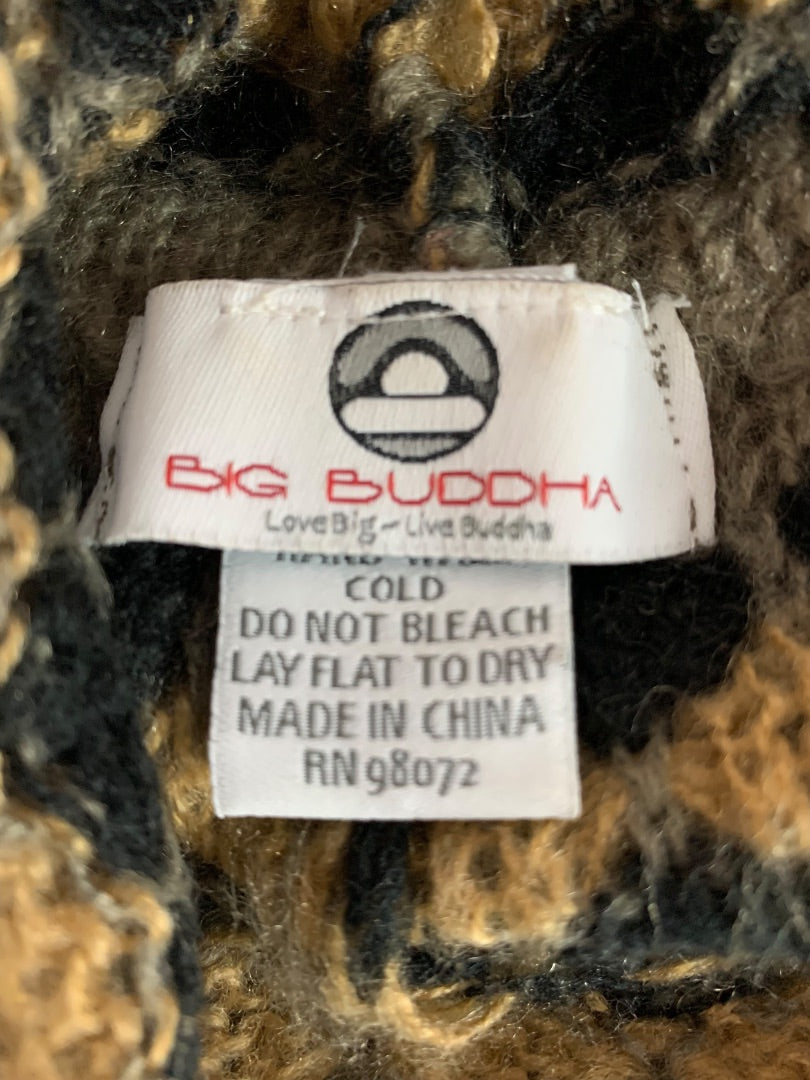 BIG BUDDHA
Love Big - Live Buddha
COLD
DO NOT BLEACH
LAY FLAT TO DRY
MADE IN CHINA
RN 98072